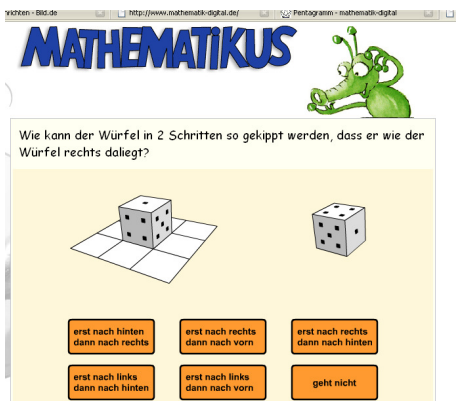 richten - Bild.de http://www.mathematik-digital.de/ Pentagramm - mathematik-digital
MATHEMATiKUS
Wie kann der Würfel in 2 Schritten so gekippt werden, dass er wie der
Würfel rechts daliegt?
erst nach hinten
dann nach rechts
erst nach rechts
dann nach vorn
erst nach rechts
dann nach hinten
erst nach links
dann nach hinten
erst nach links
dann nach vorn
geht nicht